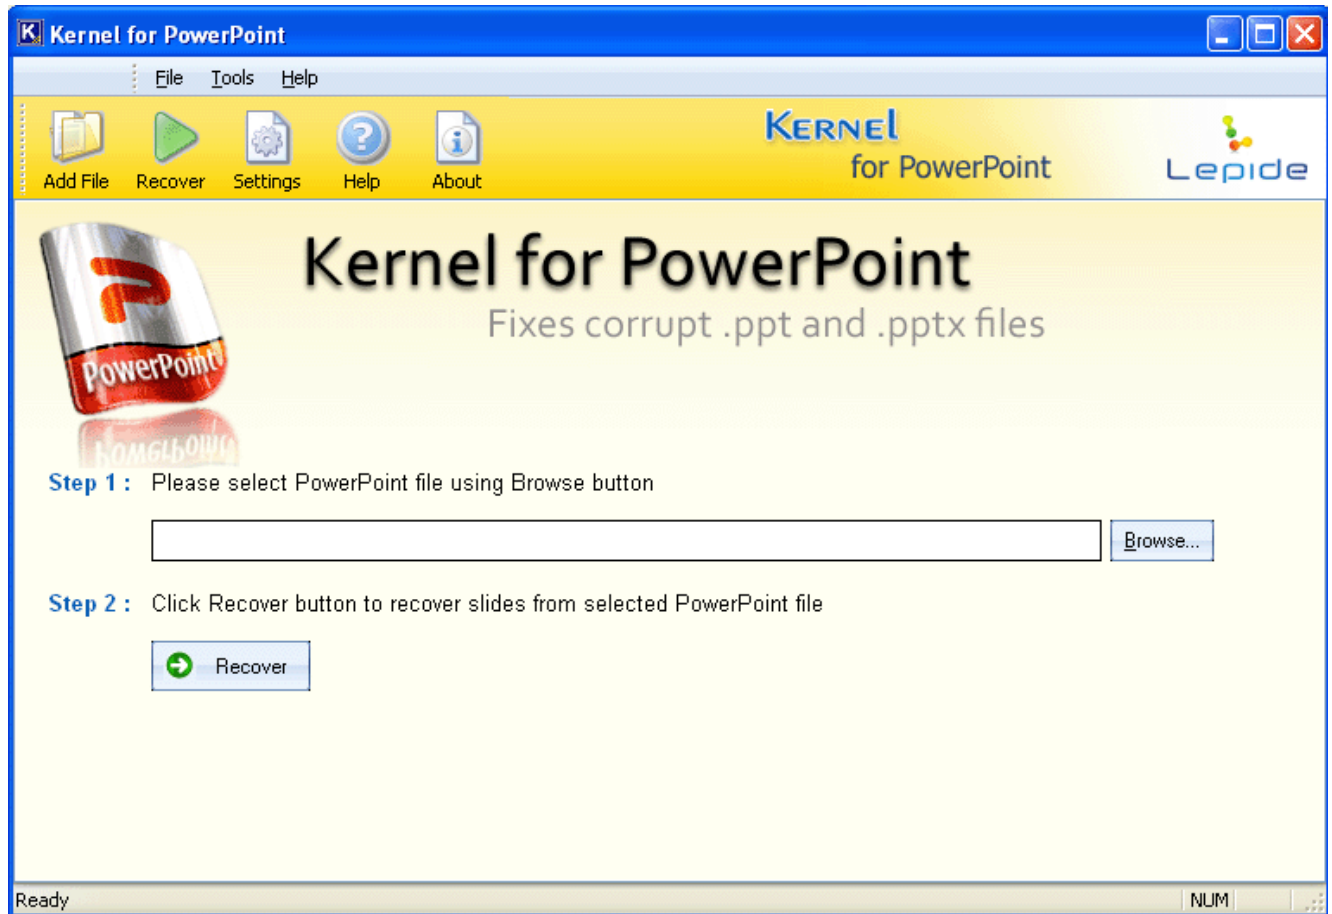 Kernel for PowerPoint
File Tools Help
Add File Recover Settings Help About
KERNEL
for PowerPoint
Lepide
Kernel for PowerPoint
Fixes corrupt .ppt and .pptx files
PowerPoint
Step 1 : Please select PowerPoint file using Browse button
Browse...
Step 2 : Click Recover button to recover slides from selected PowerPoint file
Recover
Ready NUM